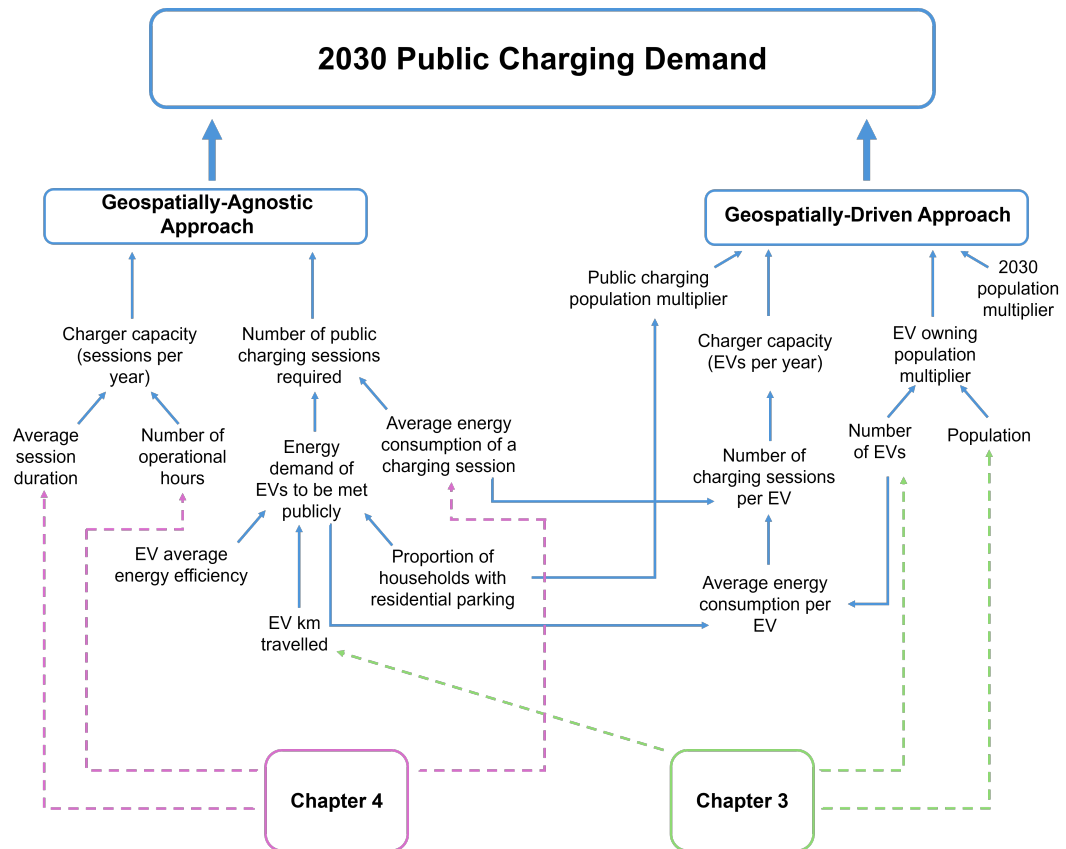 2030 Public Charging Demand
Geospatially-Agnostic
Approach
Geospatially-Driven Approach
Public charging
population multiplier
2030
population
multiplier
Charger capacity
(sessions per
year)
Number of public
charging sessions
required
Charger capacity
(EVs per year)
EV owning
population
multiplier
Average
session
duration
Number of
operational
hours
Energy
demand of
EVs to be met
publicly
Average energy
consumption of a
charging session
Number of
charging sessions
per EV
Number
of EVs
Population
EV average
energy efficiency
Proportion of
households with
residential parking
Average energy
consumption per
EV
EV km
travelled
Chapter 4
Chapter 3